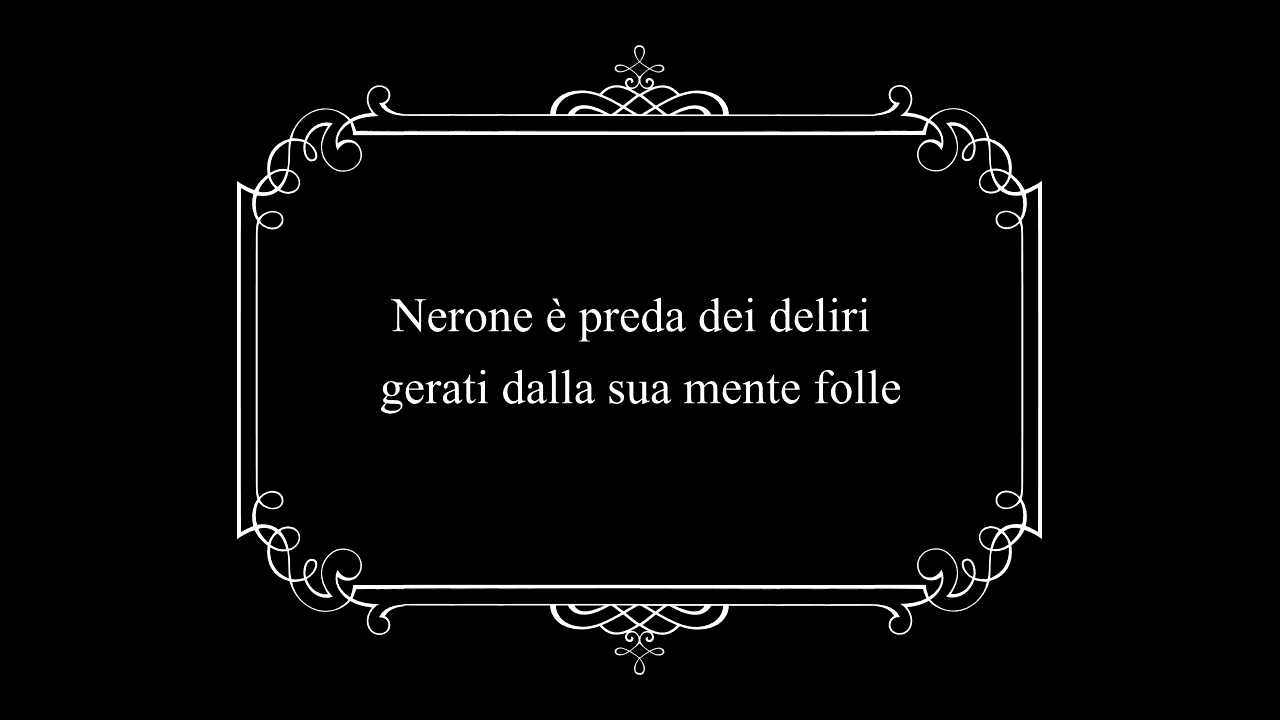 Nerone è preda dei deliri
gerati dalla sua mente folle